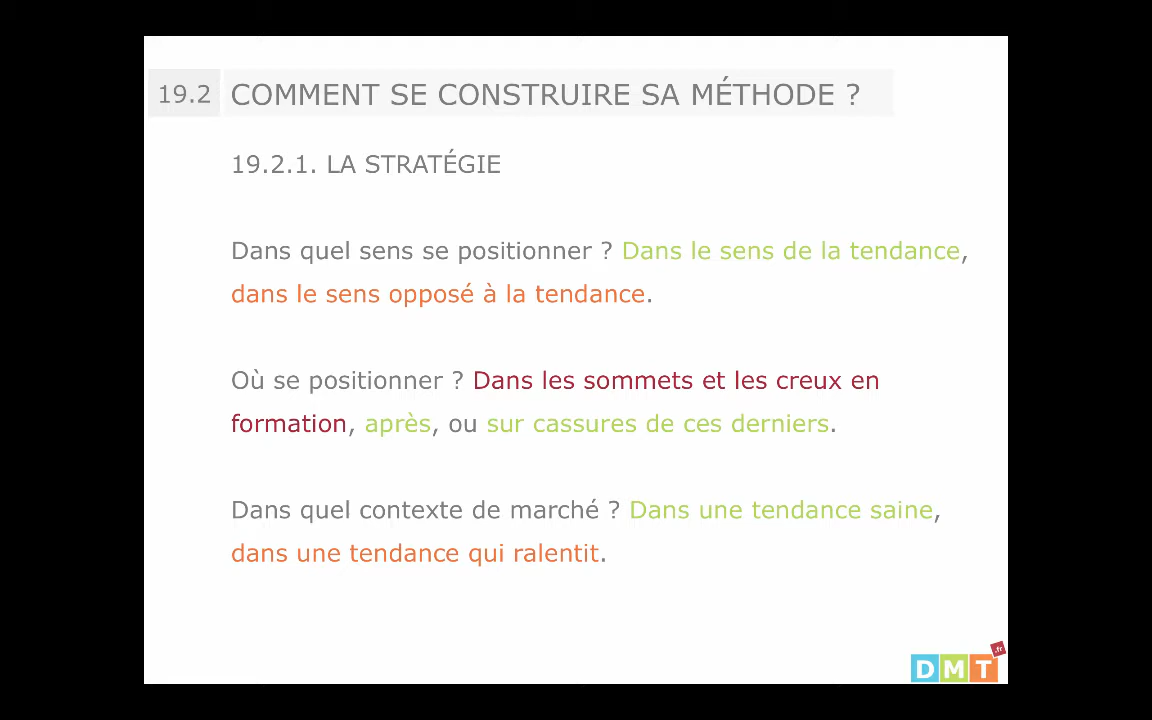 19.2 COMMENT SE CONSTRUIRE SA MÉTHODE ?
19.2.1. LA STRATÉGIE
Dans quel sens se positionner ? Dans le sens de la tendance,
dans le sens opposé à la tendance.
Où se positionner ? Dans les sommets et les creux en
formation, après, ou sur cassures de ces derniers.
Dans quel contexte de marché ? Dans une tendance saine,
dans une tendance qui ralentit.
.fr
DMT